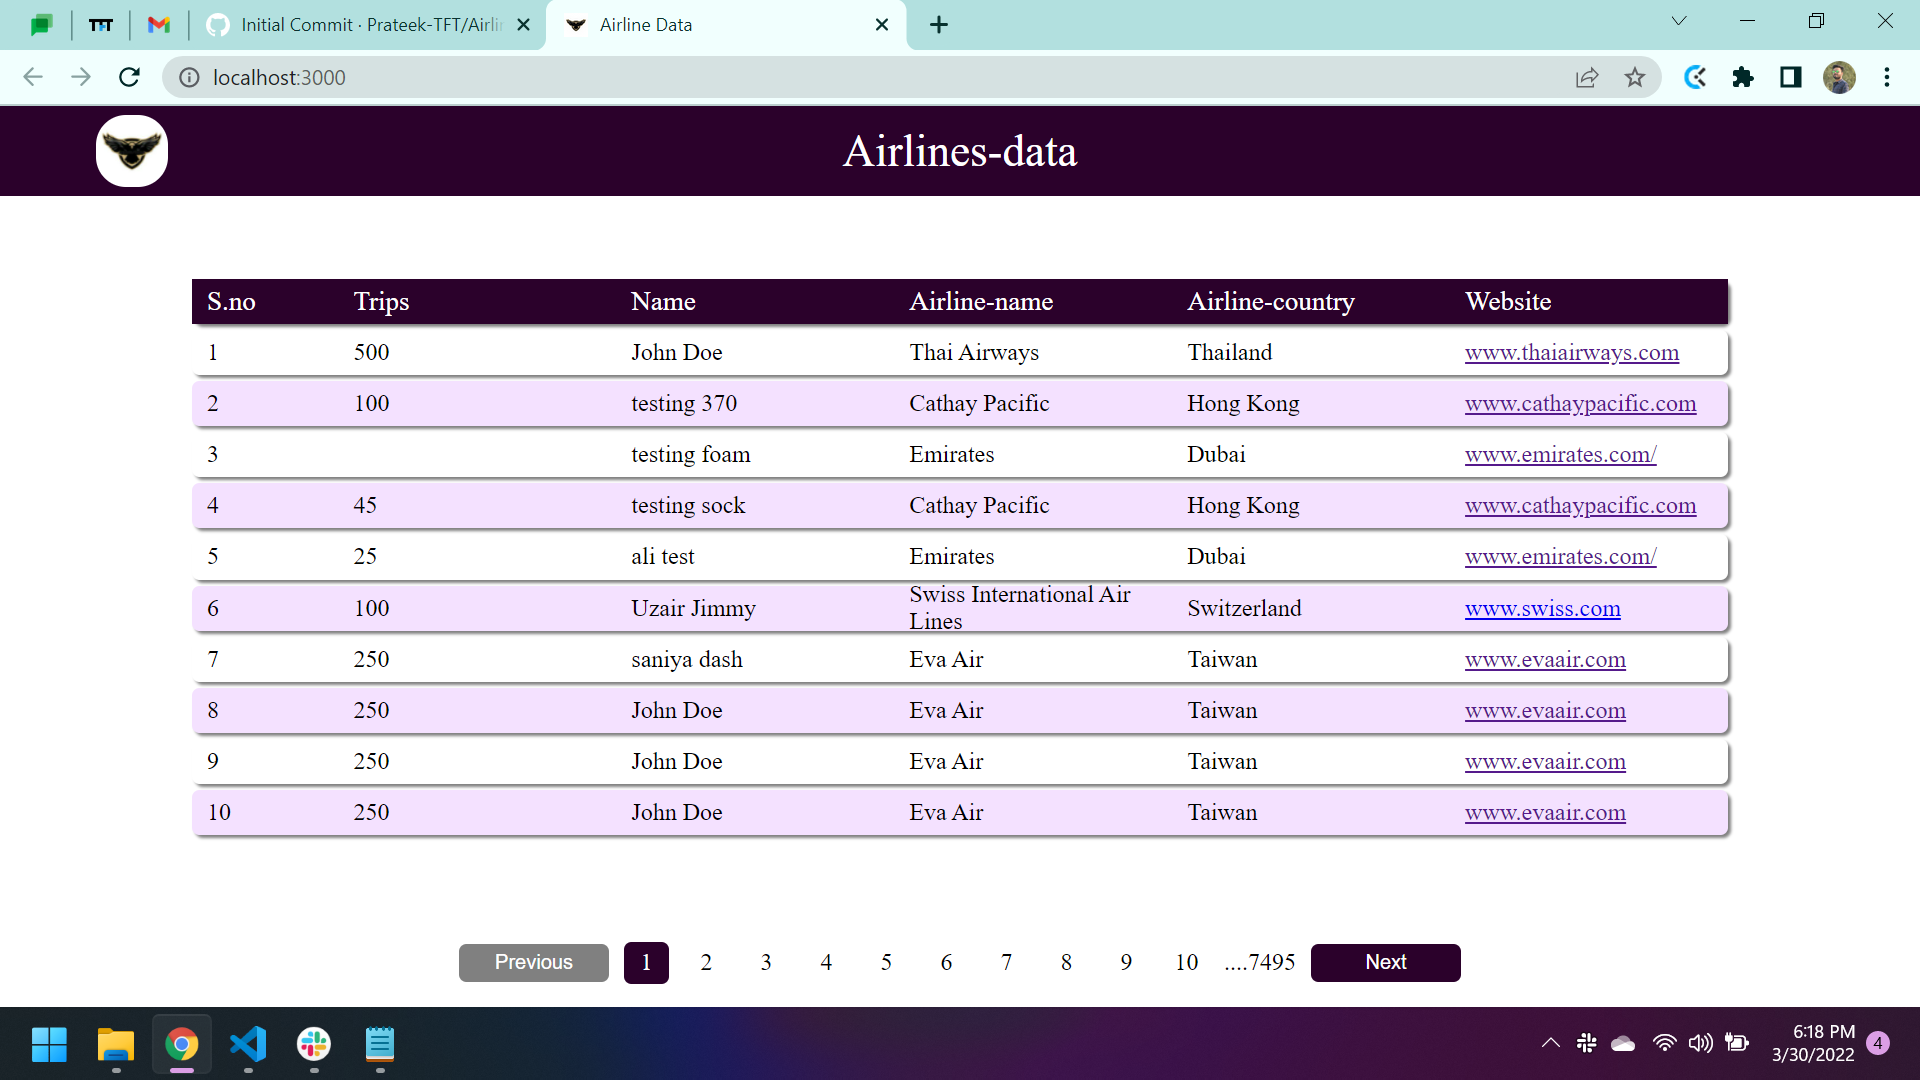 Initial Commit · Prateek-TFT/Airlin
Airline Data
localhost:3000
Airlines-data
S.no Trips Name Airline-name Airline-country Website
1 500 John Doe Thai Airways Thailand www.thaiairways.com
2 100 testing 370 Cathay Pacific Hong Kong www.cathaypacific.com
3 testing foam Emirates Dubai www.emirates.com/
4 45 testing sock Cathay Pacific Hong Kong www.cathaypacific.com
5 25 ali test Emirates Dubai www.emirates.com/
6 100 Uzair Jimmy Swiss International Air Lines Switzerland www.swiss.com
7 250 saniya dash Eva Air Taiwan www.evaair.com
8 250 John Doe Eva Air Taiwan www.evaair.com
9 250 John Doe Eva Air Taiwan www.evaair.com
10 250 John Doe Eva Air Taiwan www.evaair.com
Previous 1 2 3 4 5 6 7 8 9 10 ....7495 Next
6:18 PM
3/30/2022
4